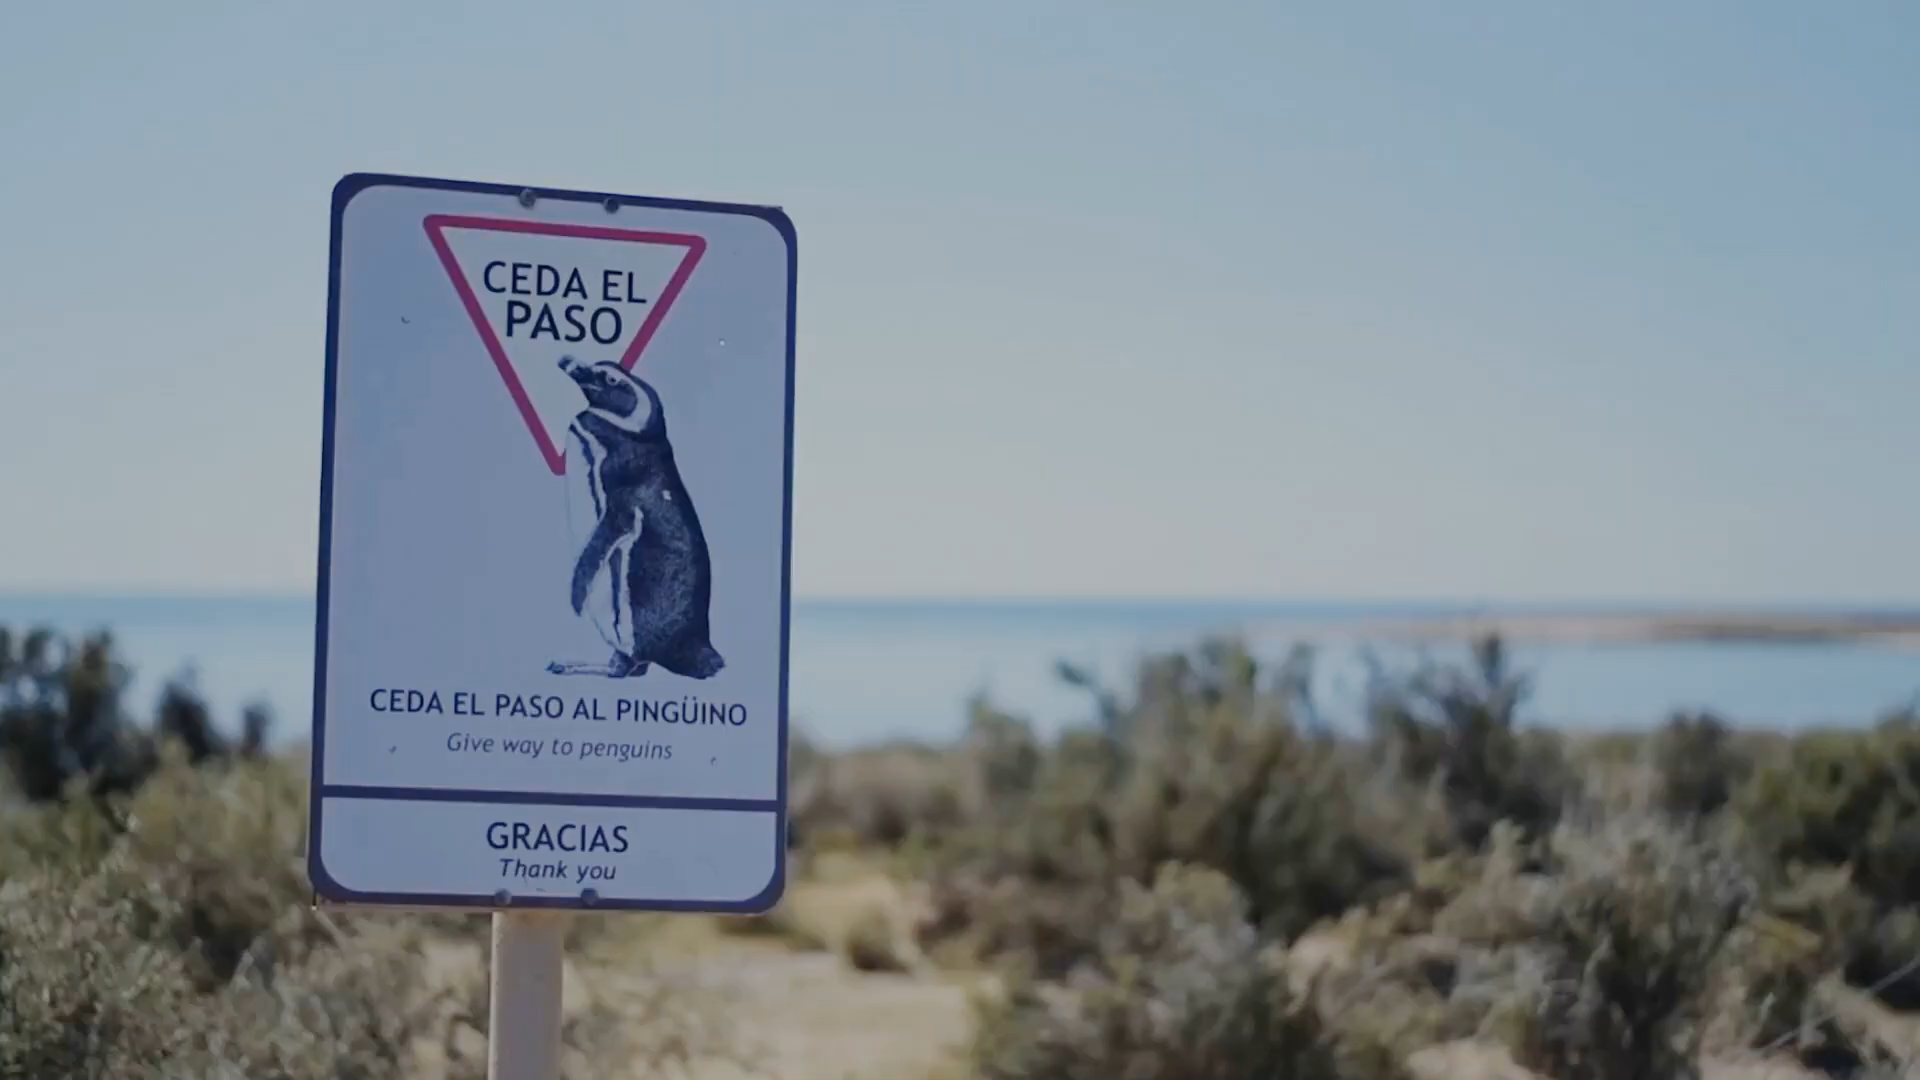 CEDA EL
PASO
CEDA EL PASO AL PINGÜINO
Give way to penguins
GRACIAS
Thank you